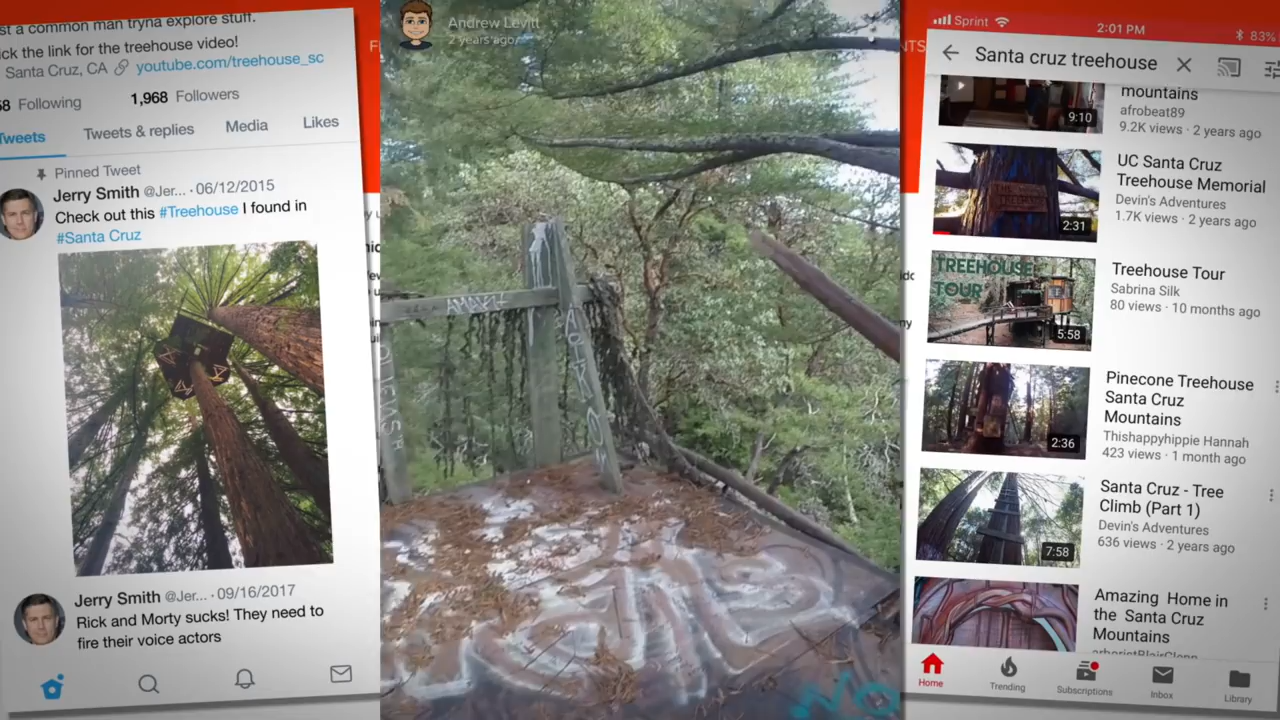 st a common man tryna explore stuff.
ick the link for the treehouse video!
Santa Cruz, CA youtube.com/treehouse_sc
58 Following 1,968 Followers
Tweets Tweets & replies Media Likes
Pinned Tweet
Jerry Smith @Jer... · 06/12/2015
Check out this #Treehouse I found in
#Santa Cruz
Jerry Smith @Jer... · 09/16/2017
Rick and Morty sucks! They need to
fire their voice actors
Andrew Levitt
2 years ago
NO
Sprint 2:01 PM 83%
Santa cruz treehouse
mountains
afrobeat89
9.2K views · 2 years ago
9:10
UC Santa Cruz
Treehouse Memorial
Devin's Adventures
1.7K views · 2 years ago
2:31
TREEHOUSE
TOUR
5:58
Treehouse Tour
Sabrina Silk
80 views · 10 months ago
Pinecone Treehouse
Santa Cruz
Mountains
Thishappyhippie Hannah
423 views · 1 month ago
2:36
Santa Cruz - Tree
Climb (Part 1)
Devin's Adventures
636 views · 2 years ago
7:58
Amazing Home in
the Santa Cruz
Mountains
Home Trending Subscriptions Inbox Library